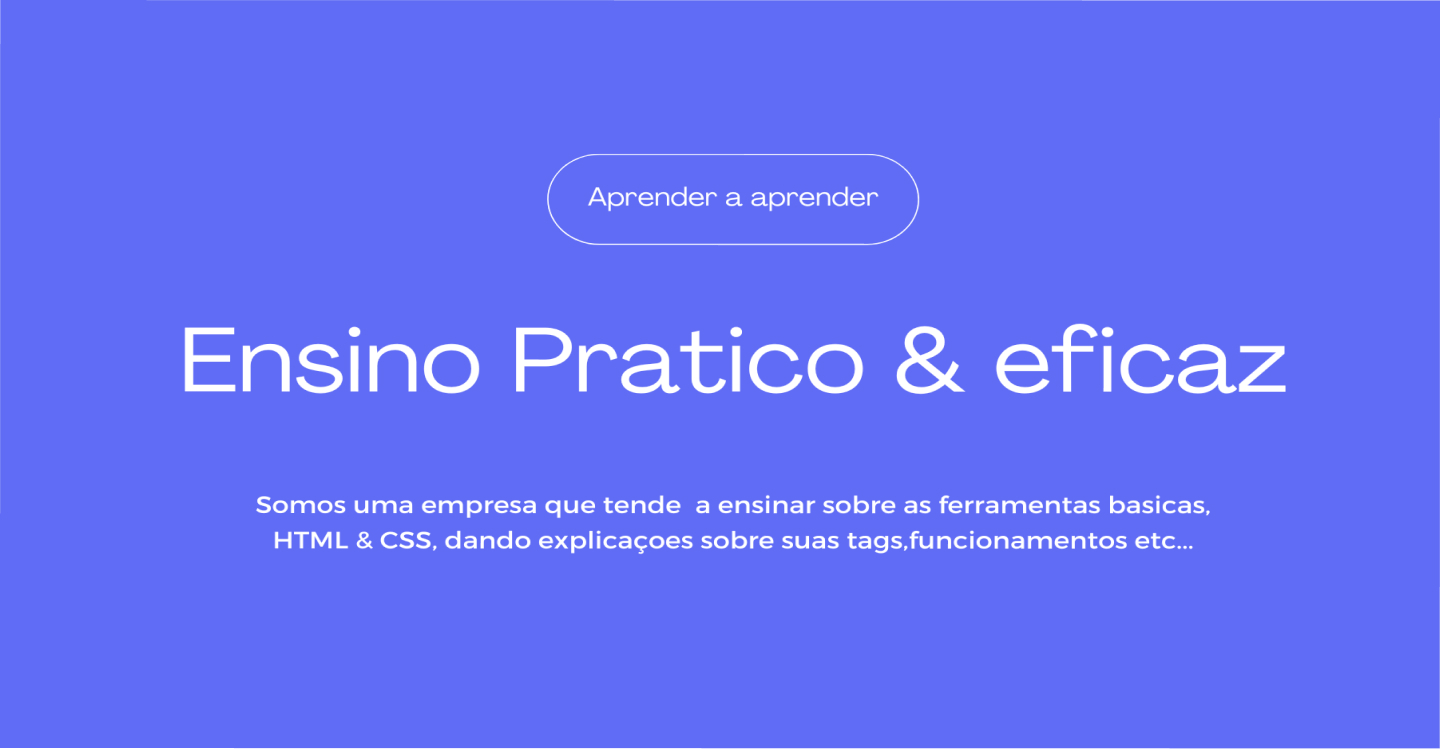 Aprender a aprender
Ensino Pratico & eficaz
Somos uma empresa que tende  a ensinar sobre as ferramentas basicas,
HTML & CSS, dando explicaçoes sobre suas tags,funcionamentos etc...